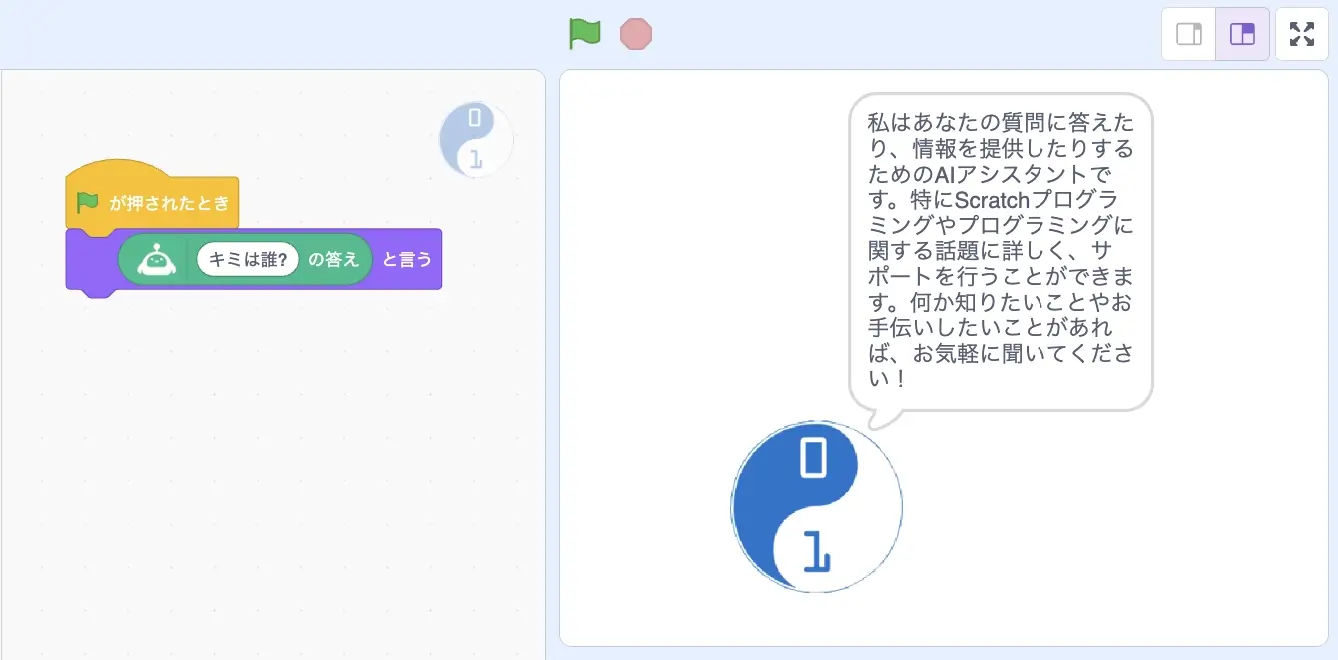 0
1
が押されたとき
キミは誰? の答え と言う
私はあなたの質問に答えた
り、情報を提供したりする
ためのAIアシスタントで
す。特にScratchプログラ
ミングやプログラミングに
関する話題に詳しく、サ
ポートを行うことができま
す。何か知りたいことやお
手伝いしたいことがあれ
ば、お気軽に聞いてくださ
い！
0
1